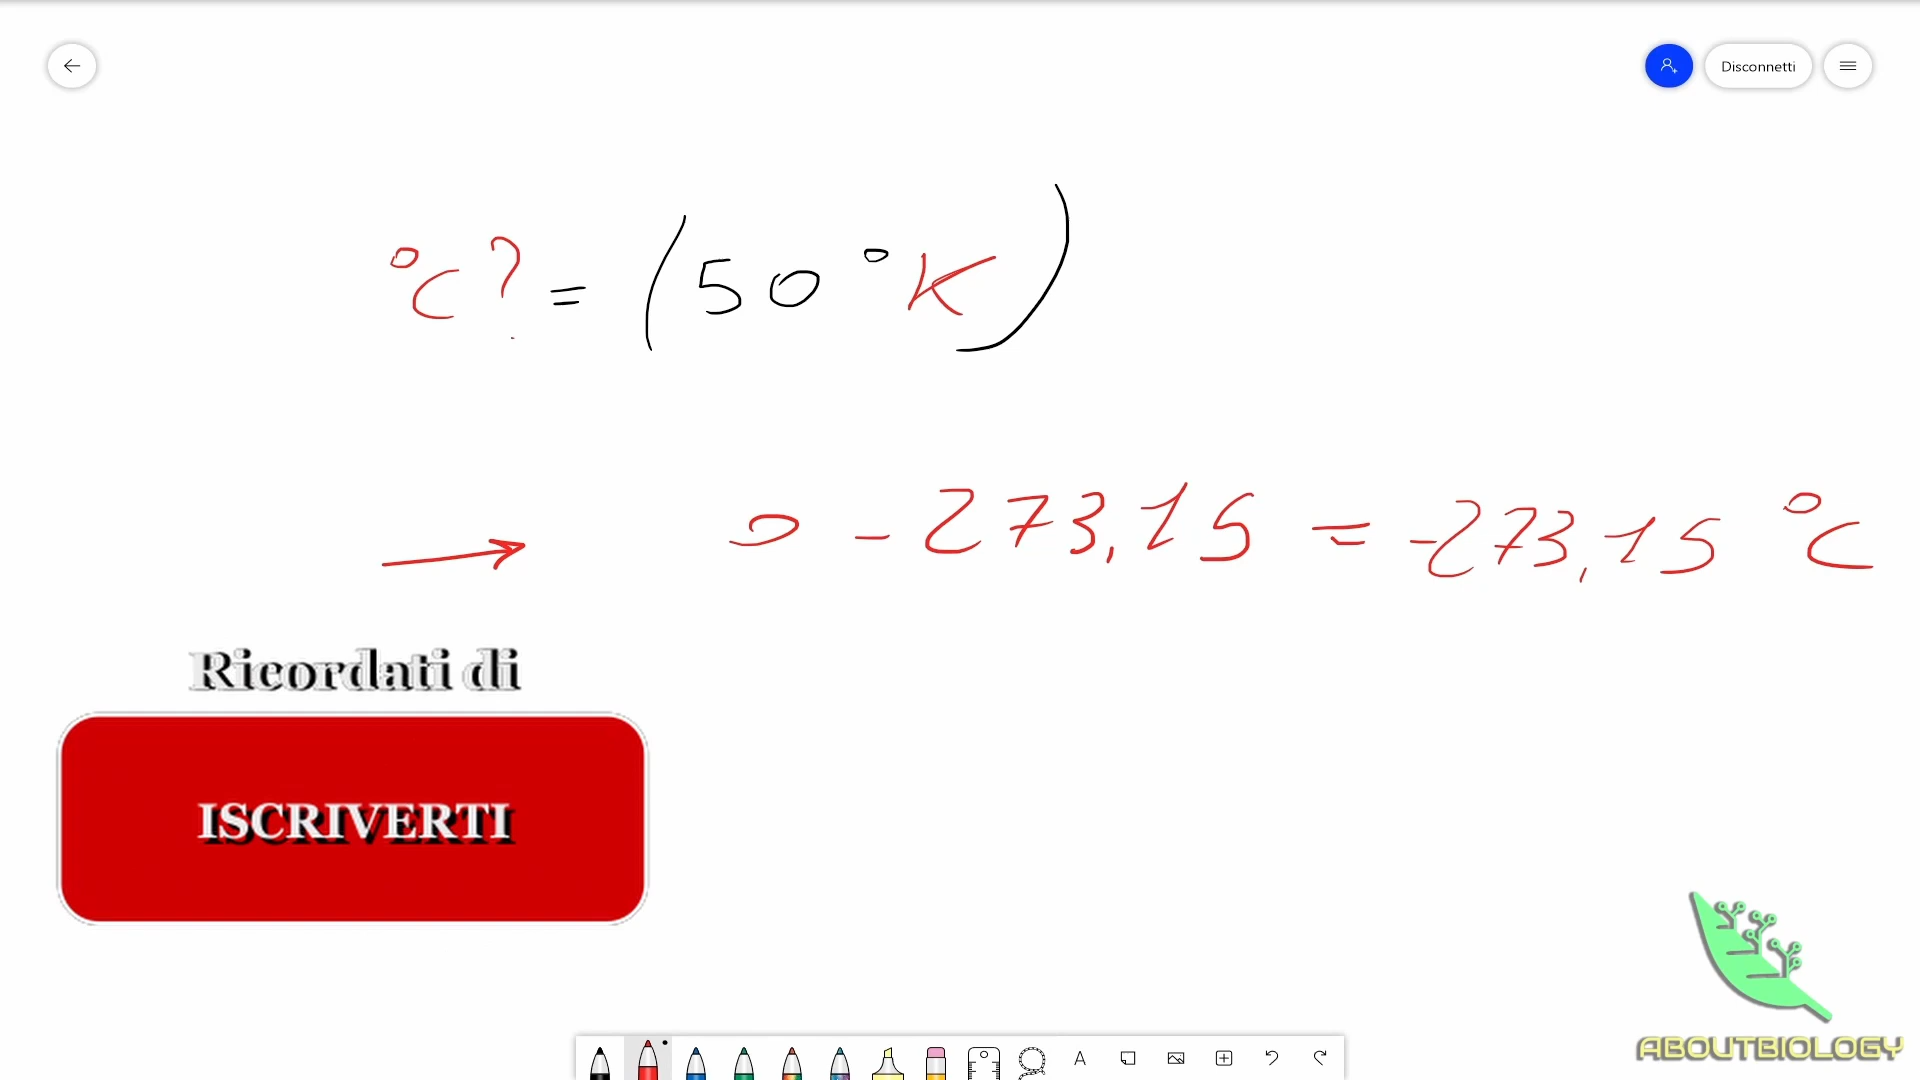 Disconnetti
°C? = (50 °K)
0 - 273,15 = -273,15 °C
Ricordati di
ISCRIVERTI
A
ABOUTBIOLOGY